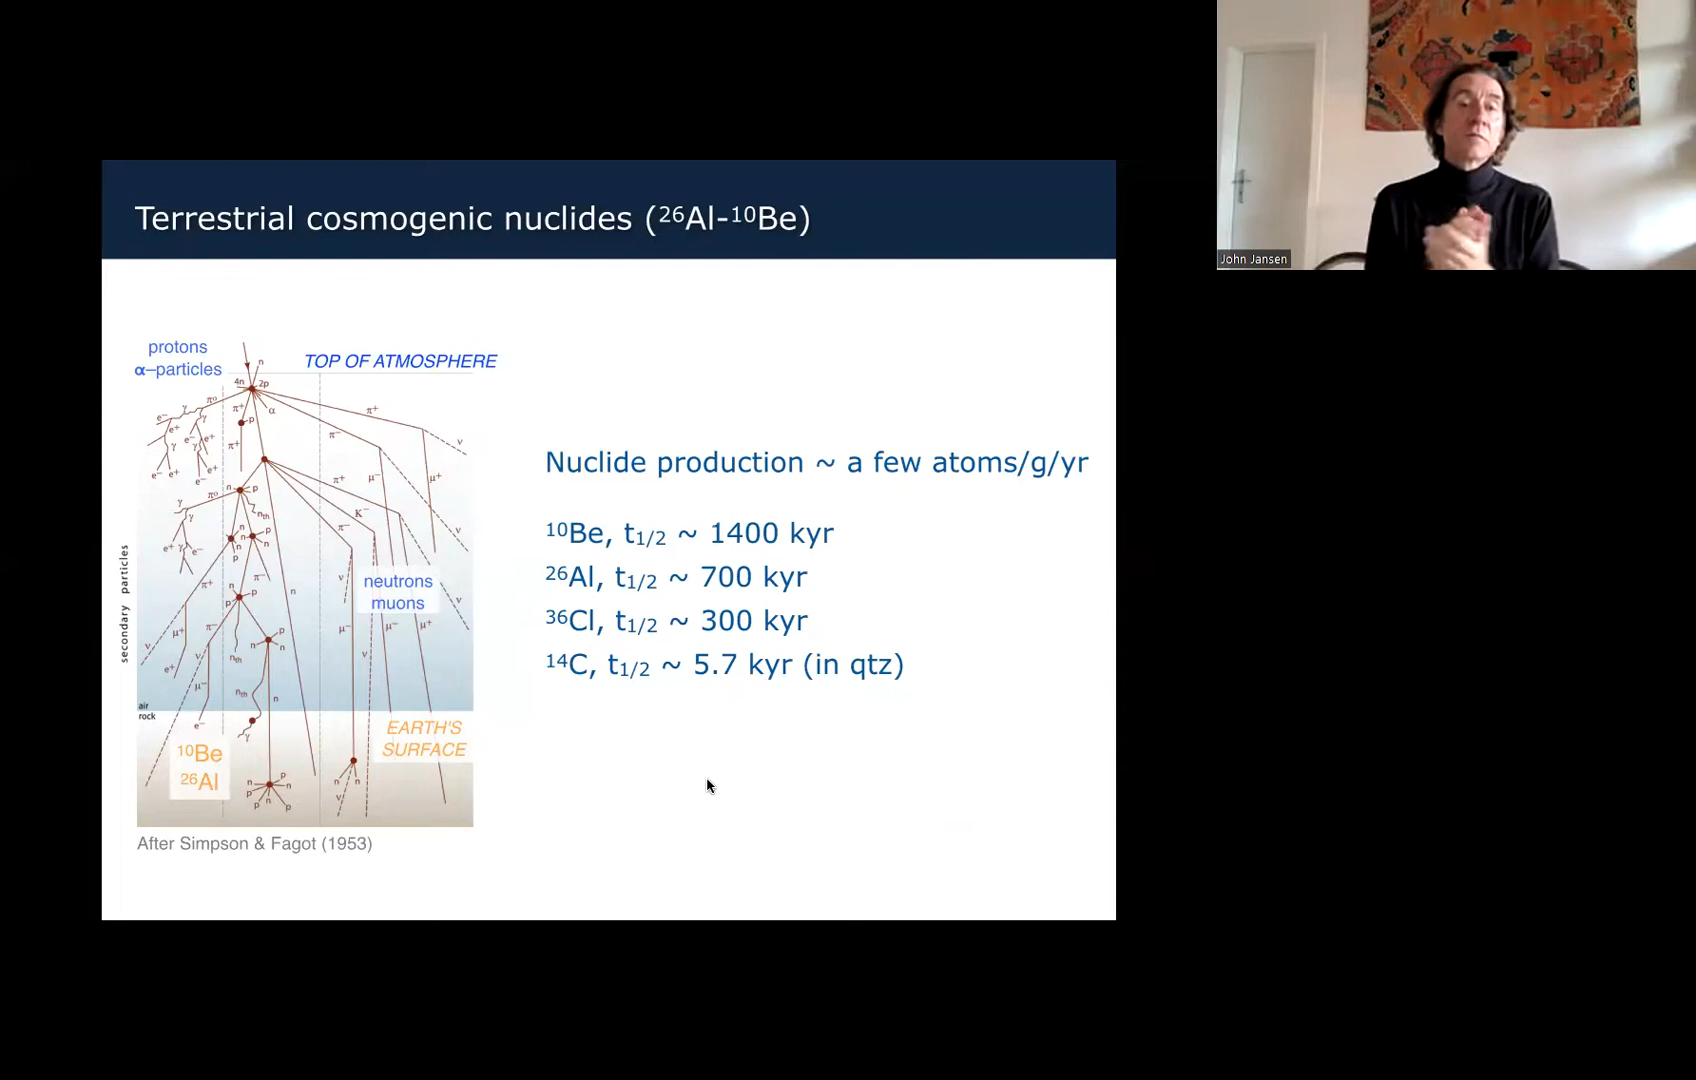 John Jansen
Terrestrial cosmogenic nuclides (²⁶Al-¹⁰Be)
protons
α–particles
TOP OF ATMOSPHERE
Nuclide production ~ a few atoms/g/yr
¹⁰Be, t1/2 ~ 1400 kyr
²⁶Al, t1/2 ~ 700 kyr
³⁶Cl, t1/2 ~ 300 kyr
¹⁴C, t1/2 ~ 5.7 kyr (in qtz)
secondary particles
neutrons
muons
air
rock
EARTH'S
SURFACE
¹⁰Be
²⁶Al
After Simpson & Fagot (1953)